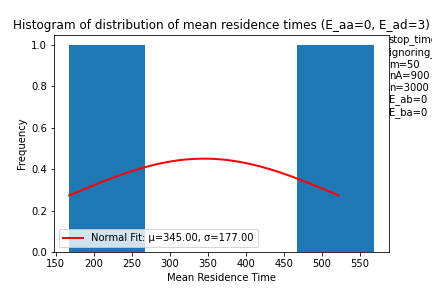 Histogram of distribution of mean residence times (E_aa=0, E_ad=3)
1.0
0.8
0.6
0.4
0.2
0.0
Frequency
150
200
250
300
350
400
450
500
550
Mean Residence Time
Normal Fit: μ=345.00, σ=177.00
m=50
nA=900
n=3000
E_ab=0
E_ba=0